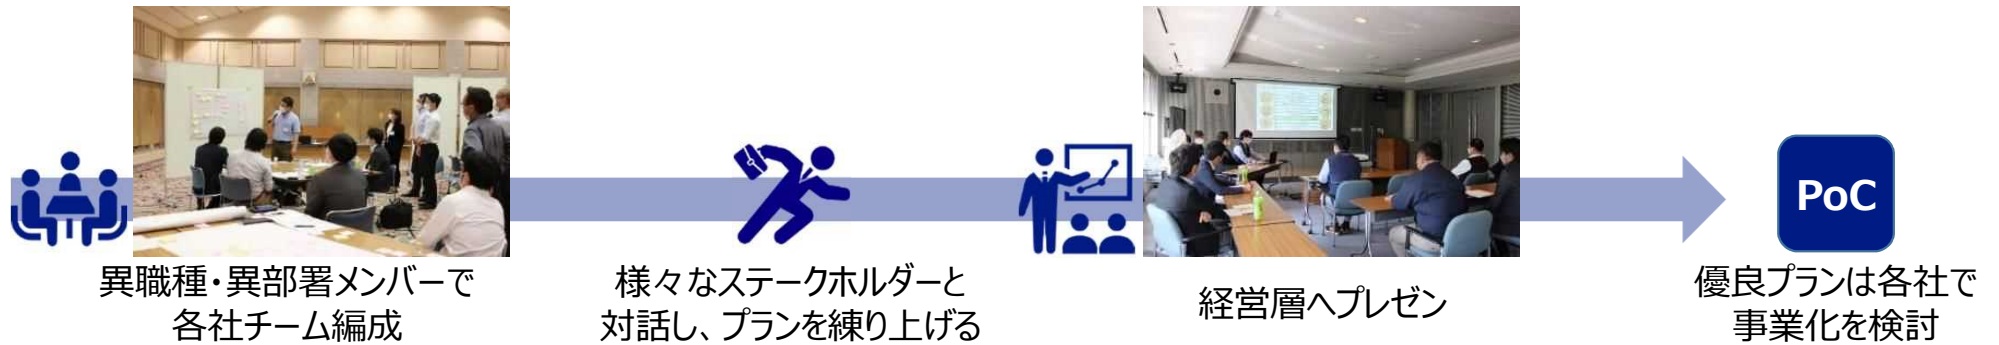 異職種・異部署メンバーで
各社チーム編成
様々なステークホルダーと
対話し、プランを練り上げる
経営層へプレゼン
PoC
優良プランは各社で
事業化を検討